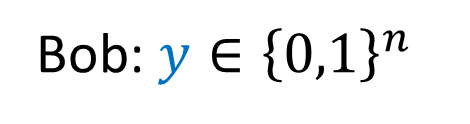 Bob: y ∈ {0,1}ⁿ